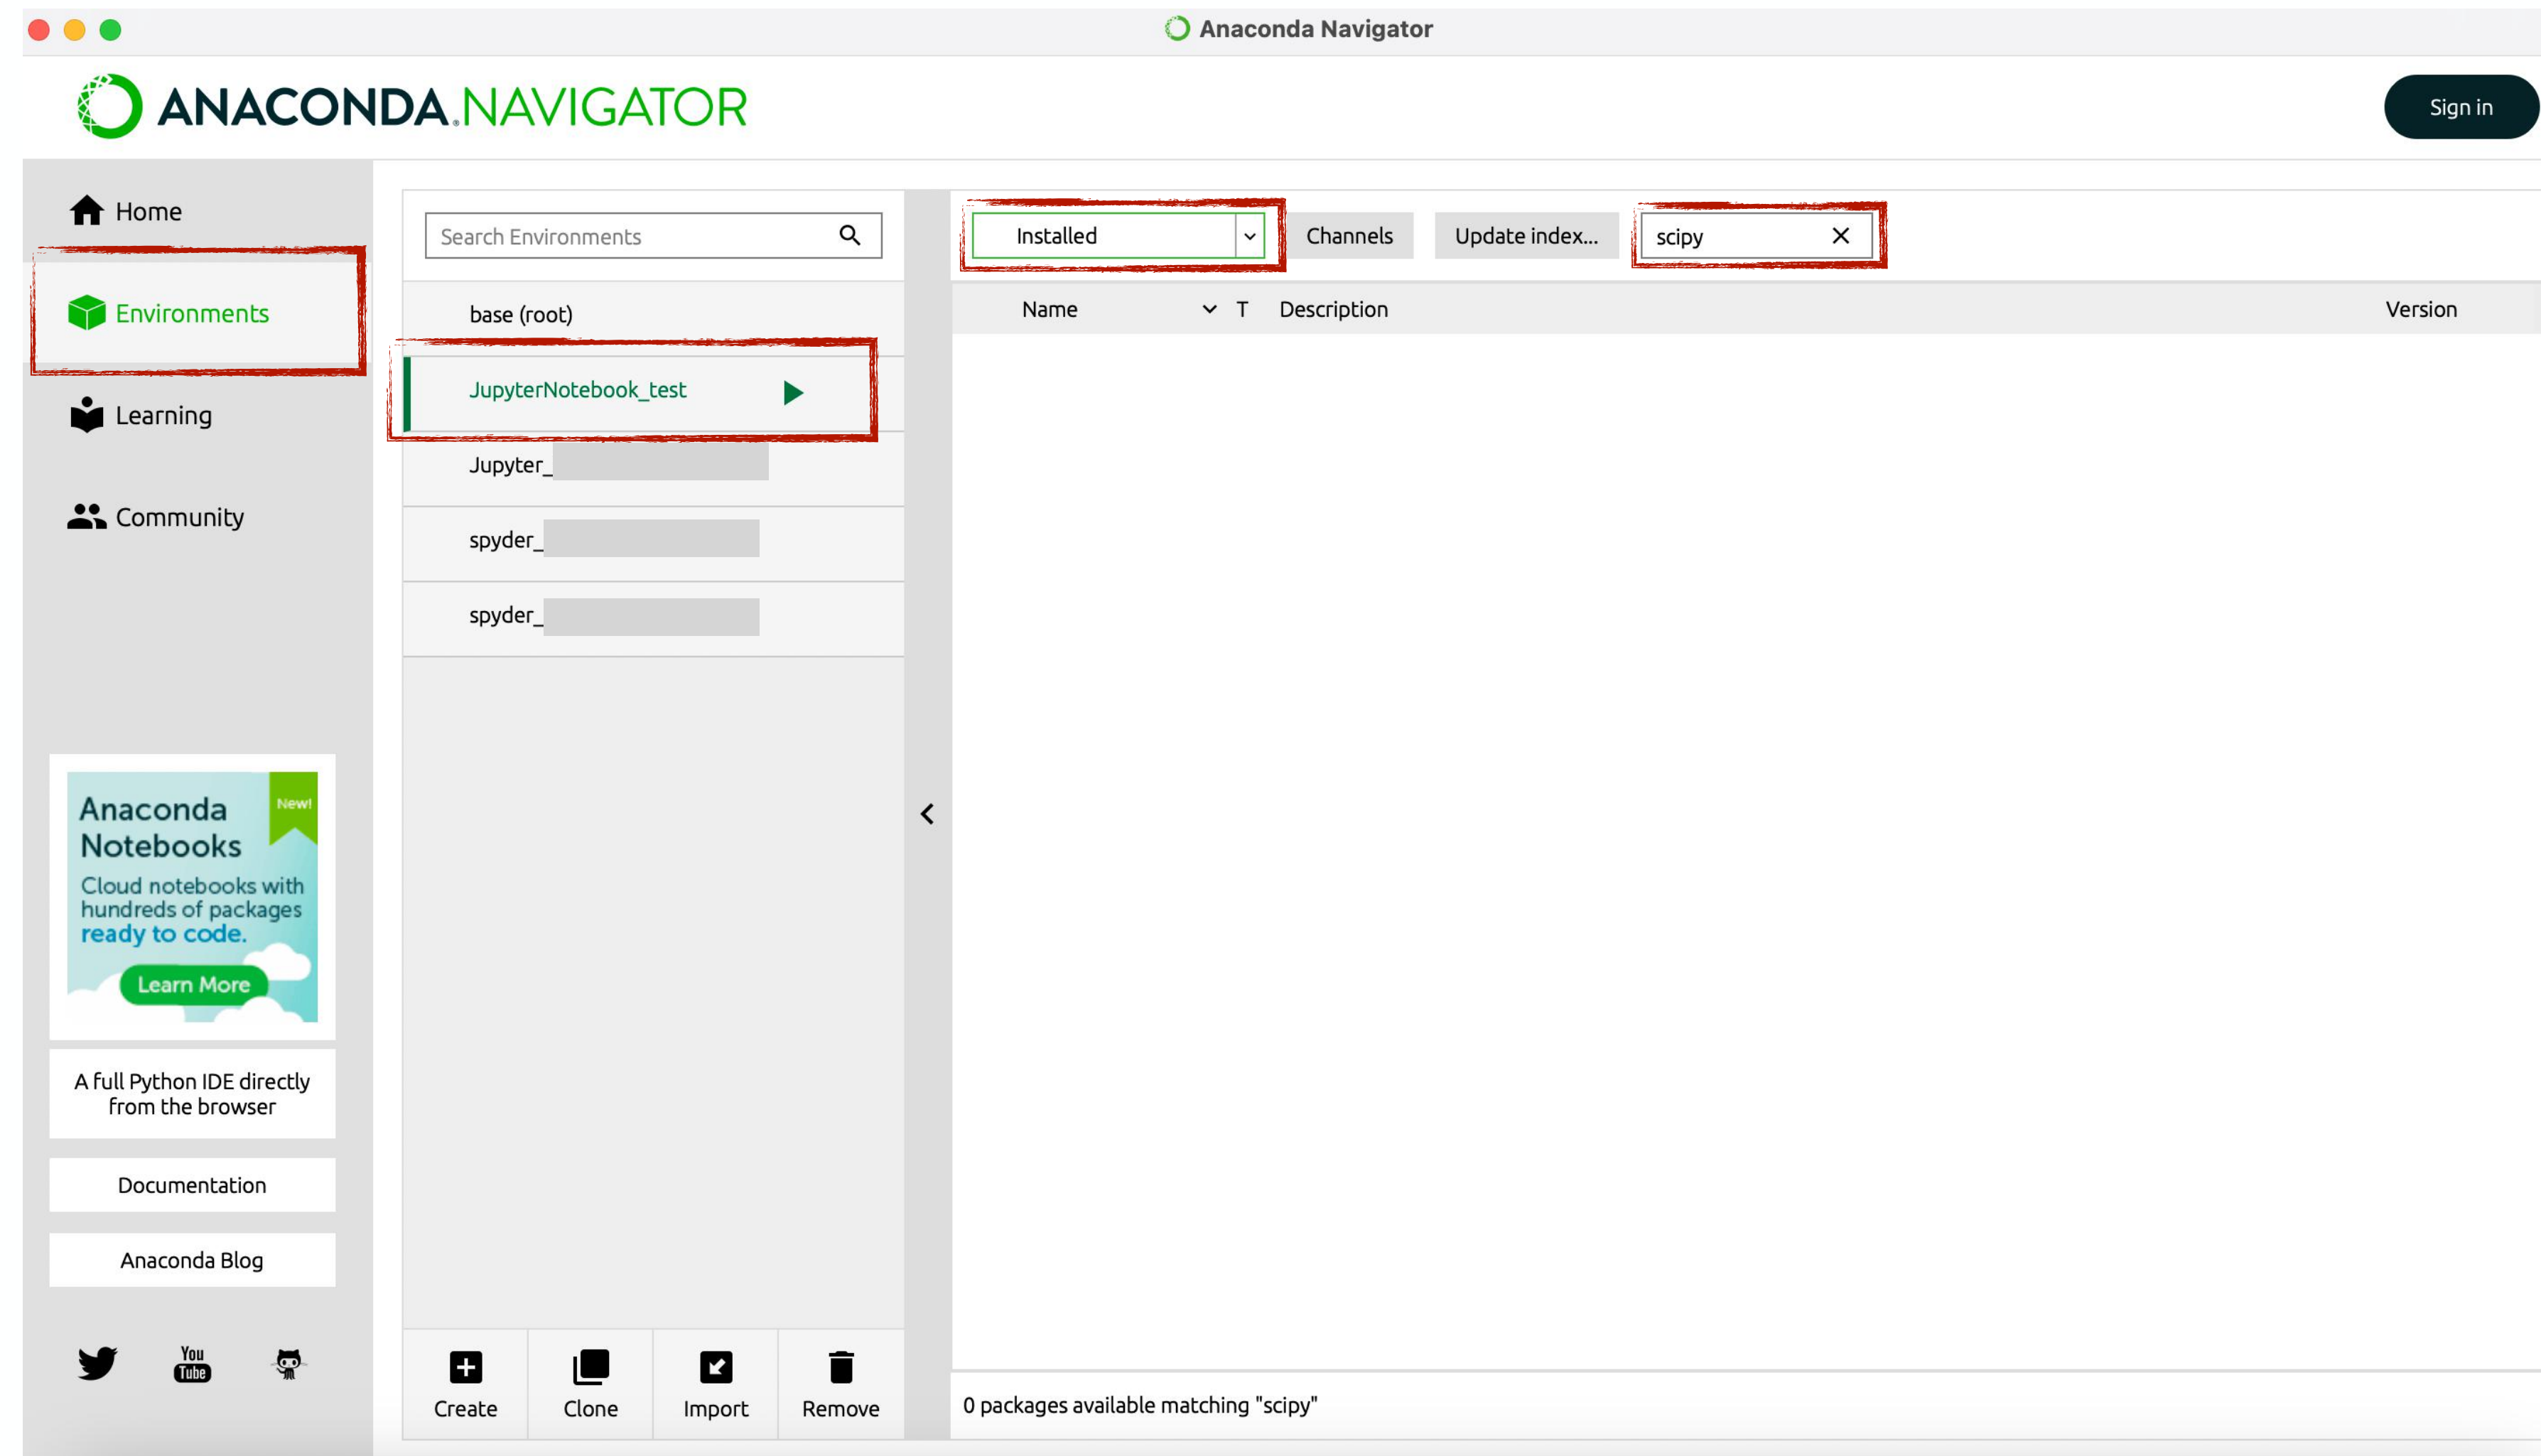 Anaconda Navigator
ANACONDA.NAVIGATOR
Sign in
Home
Environments
Learning
Community
Anaconda
Notebooks
New!
Cloud notebooks with
hundreds of packages
ready to code.
Learn More
A full Python IDE directly
from the browser
Documentation
Anaconda Blog
You
Tube
Search Environments
base (root)
JupyterNotebook_test
Jupyter_
spyder_
spyder_
Create
Clone
Import
Remove
Installed
Channels
Update index...
scipy
Name
T
Description
Version
0 packages available matching "scipy"